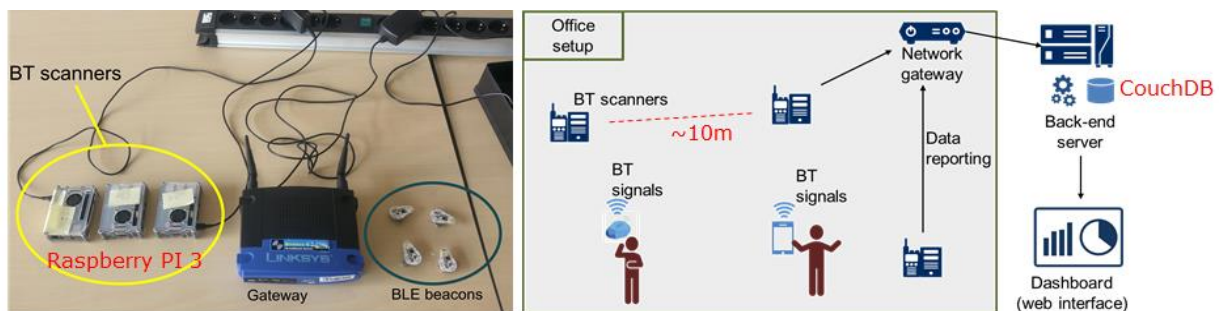 BT scanners
Raspberry PI 3
LINKSYS
Gateway
BLE beacons
Office
setup
BT scanners
~10m
BT
signals
BT
signals
Network
gateway
Data
reporting
CouchDB
Back-end
server
Dashboard
(web interface)